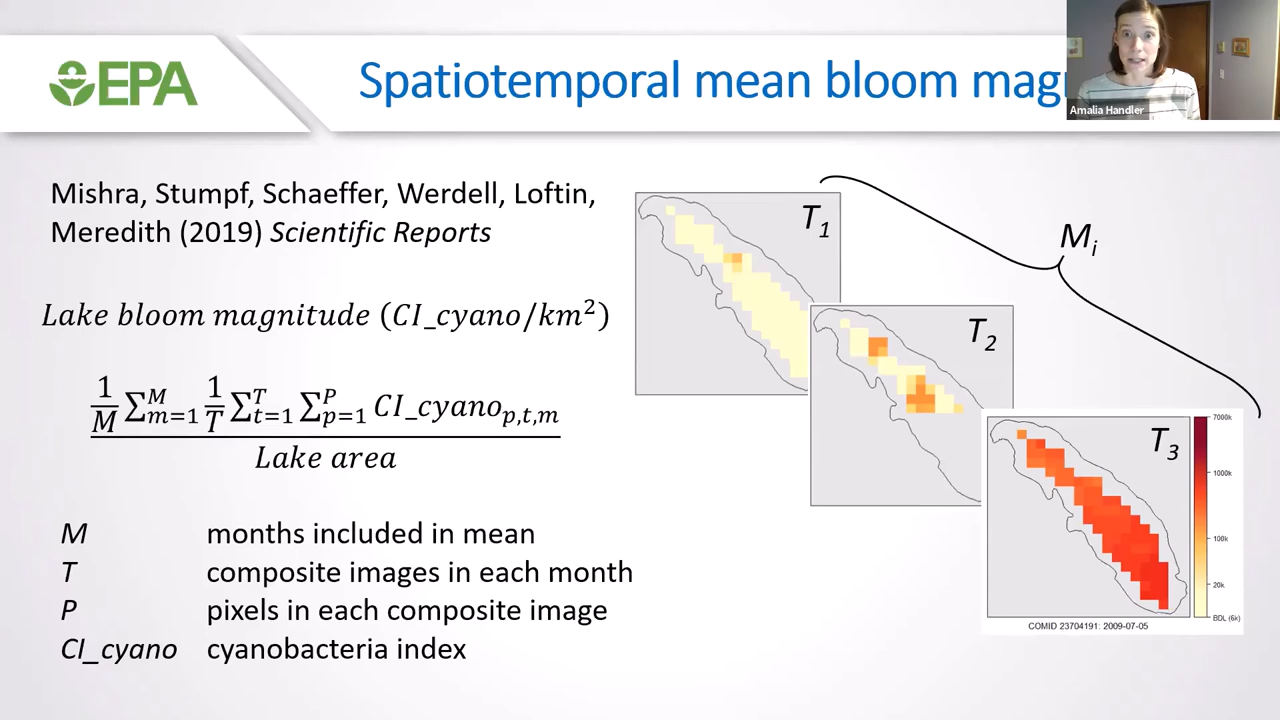 EPA
Spatiotemporal mean bloom mag
Amalia Handler
Mishra, Stumpf, Schaeffer, Werdell, Loftin,
Meredith (2019) Scientific Reports
Lake bloom magnitude (CI_cyano/km²)
1/M ∑ᴹₘ₌₁ 1/T ∑ᵀₜ₌₁ ∑ᴾₚ₌₁ CI_cyanoₚ,ₜ,ₘ
Lake area
M months included in mean
T composite images in each month
P pixels in each composite image
CI_cyano cyanobacteria index
T₁
T₂
T₃
Mᵢ
7000k
1000k
100k
20k
BDL (6k)
COMID 23704191: 2009-07-05